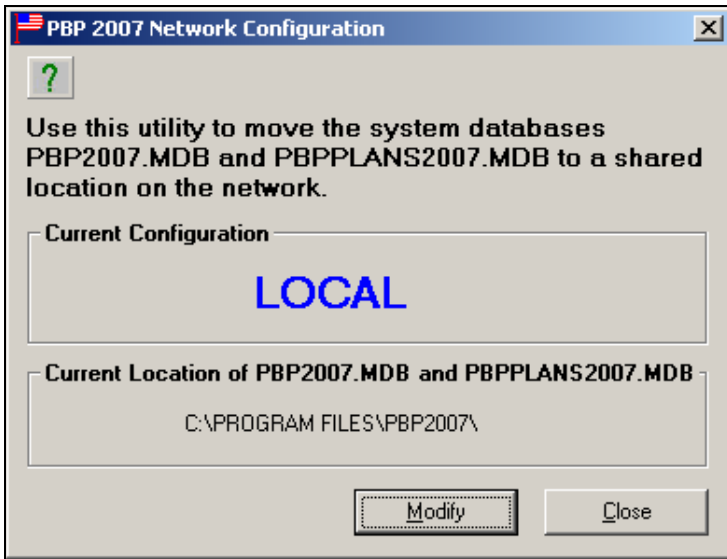 PBP 2007 Network Configuration
?
Use this utility to move the system databases
PBP2007.MDB and PBPPLANS2007.MDB to a shared
location on the network.
Current Configuration
LOCAL
Current Location of PBP2007.MDB and PBPPLANS2007.MDB
C:\PROGRAM FILES\PBP2007\
Modify Close